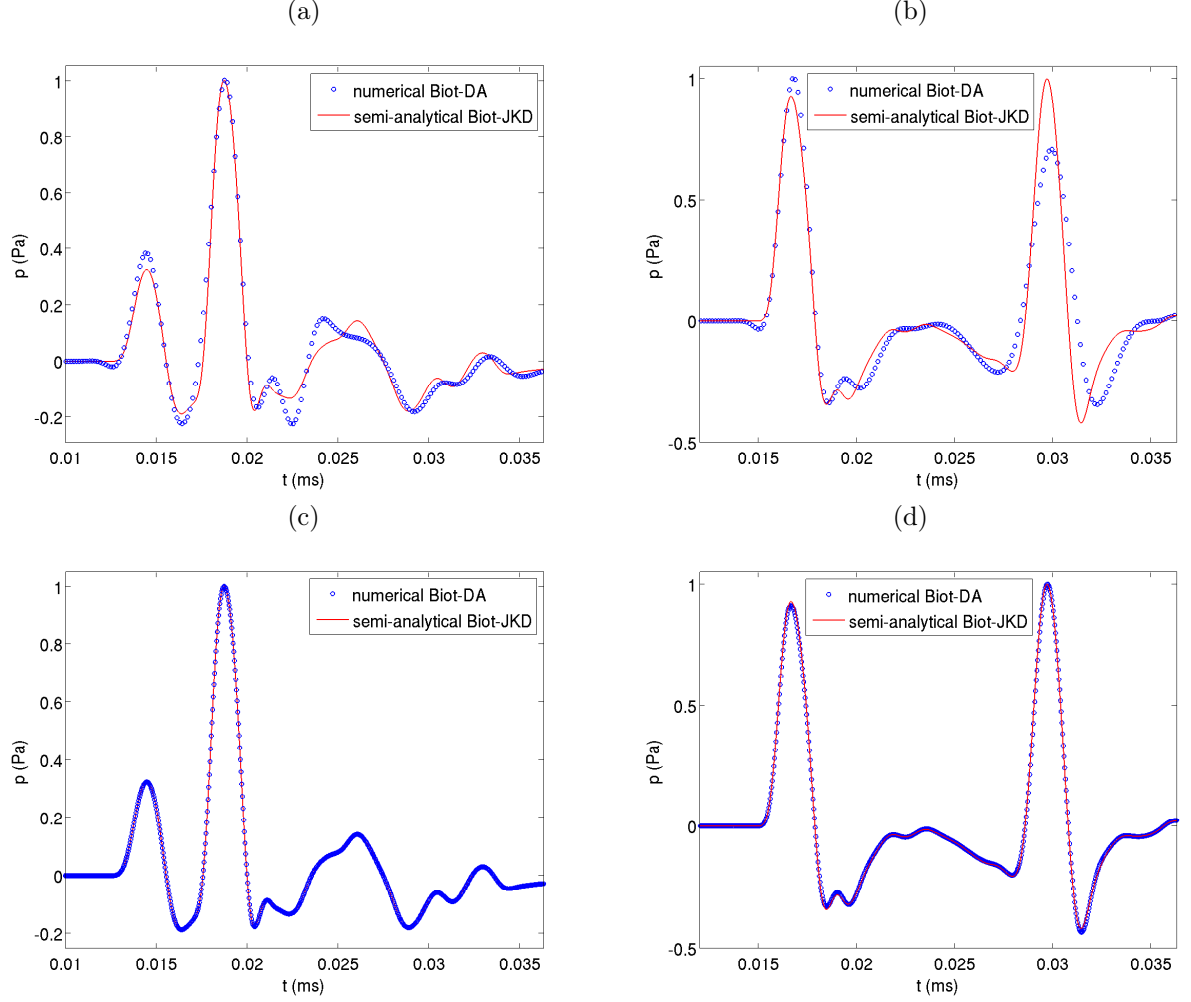 (a)
numerical Biot-DA
semi-analytical Biot-JKD
p (Pa)
1
0.8
0.6
0.4
0.2
0
-0.2
0.01 0.015 0.02 0.025 0.03 0.035
t (ms)
(b)
numerical Biot-DA
semi-analytical Biot-JKD
p (Pa)
1
0.5
0
-0.5
0.015 0.02 0.025 0.03 0.035
t (ms)
(c)
numerical Biot-DA
semi-analytical Biot-JKD
p (Pa)
1
0.8
0.6
0.4
0.2
0
-0.2
0.01 0.015 0.02 0.025 0.03 0.035
t (ms)
(d)
numerical Biot-DA
semi-analytical Biot-JKD
p (Pa)
1
0.5
0
-0.5
0.015 0.02 0.025 0.03 0.035
t (ms)